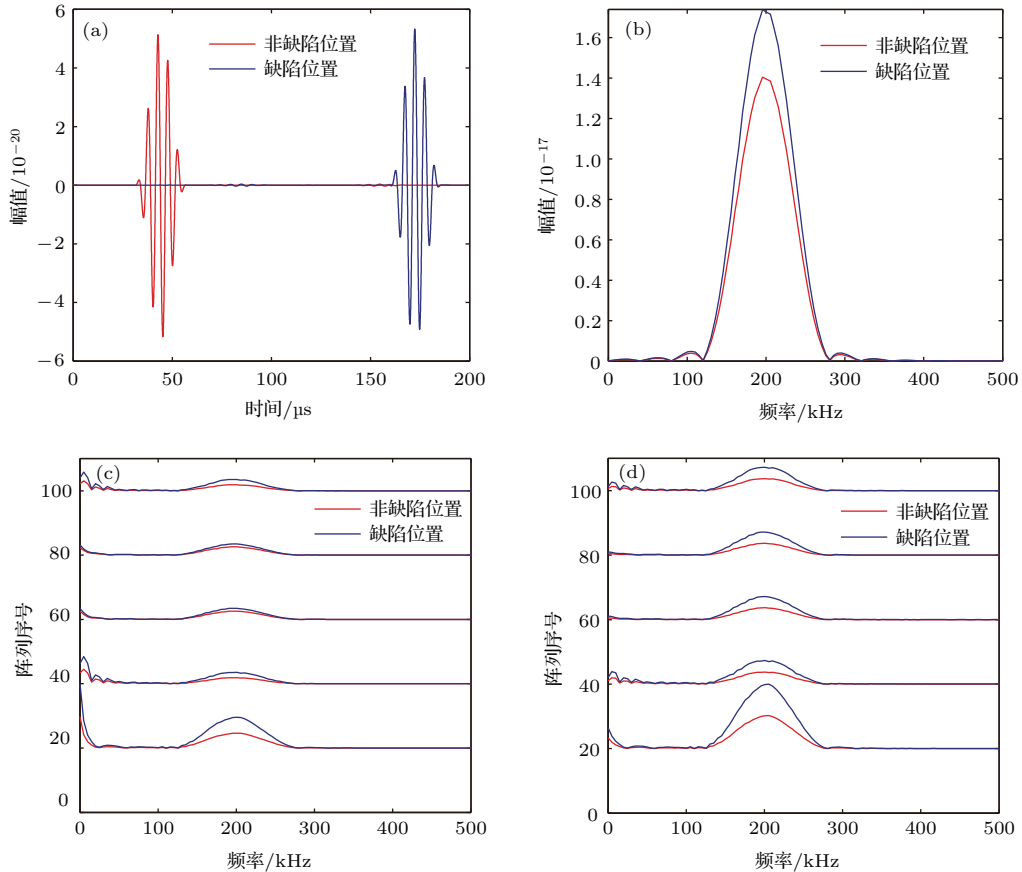 (a)
非缺陷位置
缺陷位置
幅值/10⁻²⁰
6
4
2
0
−2
−4
−6
0 50 100 150 200
时间/µs
(b)
非缺陷位置
缺陷位置
幅值/10⁻¹⁷
1.6
1.4
1.2
1.0
0.8
0.6
0.4
0.2
0
0 100 200 300 400 500
频率/kHz
(c)
非缺陷位置
缺陷位置
阵列序号
100
80
60
40
20
0
0 100 200 300 400 500
频率/kHz
(d)
非缺陷位置
缺陷位置
阵列序号
100
80
60
40
20
0
0 100 200 300 400 500
频率/kHz